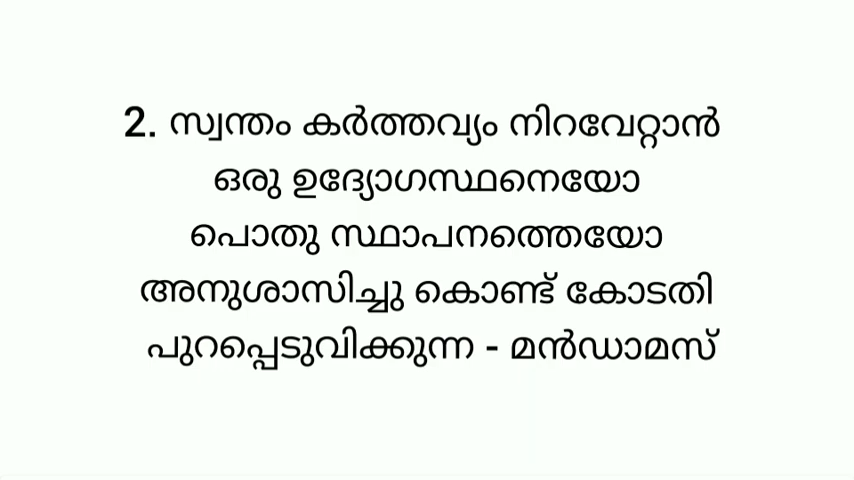 2. സ്വന്തം കർത്തവ്യം നിറവേറ്റാൻ
ഒരു ഉദ്യോഗസ്ഥനെയോ
പൊതു സ്ഥാപനത്തെയോ
അനുശാസിച്ചു കൊണ്ട് കോടതി
പുറപ്പെടുവിക്കുന്ന - മൻഡാമസ്